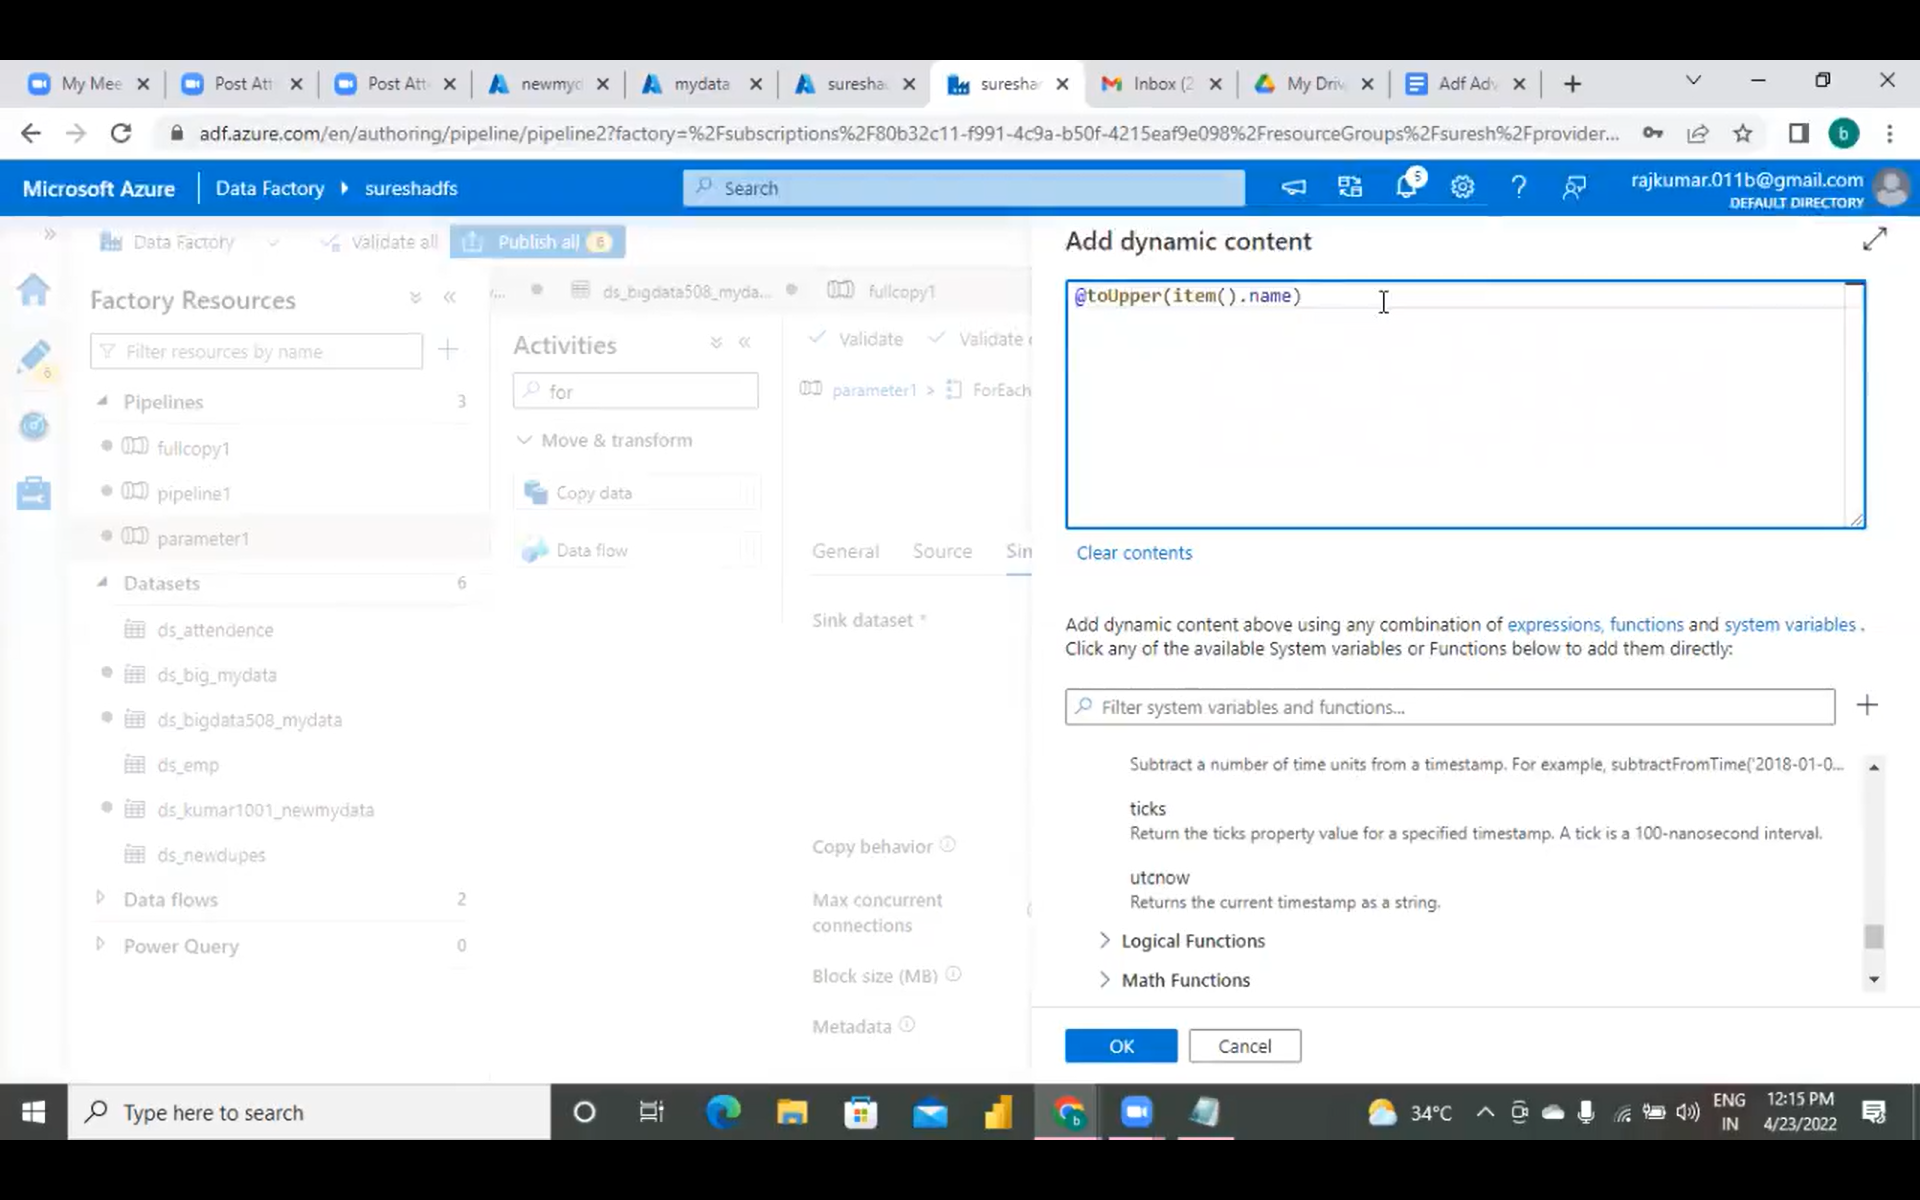 My Mee
Post Att
Post Att
newmyd
mydata
suresha
sureshar
Inbox (2
My Driv
Adf Adv
adf.azure.com/en/authoring/pipeline/pipeline2?factory=%2Fsubscriptions%2F80b32c11-f991-4c9a-b50f-4215eaf9e098%2FresourceGroups%2Fsuresh%2Fprovider...
b
Microsoft Azure
Data Factory
sureshadfs
Search
5
rajkumar.011b@gmail.com
DEFAULT DIRECTORY
Data Factory
Validate all
Publish all
6
Factory Resources
Filter resources by name
Pipelines 3
fullcopy1
pipeline1
parameter1
Datasets 6
ds_attendence
ds_big_mydata
ds_bigdata508_mydata
ds_emp
ds_kumar1001_newmydata
ds_newdupes
Data flows 2
Power Query 0
ds_bigdata508_myda...
fullcopy1
Activities
for
Move & transform
Copy data
Data flow
Validate
Validate
parameter1 > ForEach
General
Source
Sin
Sink dataset *
Copy behavior
Max concurrent
connections
Block size (MB)
Metadata
Add dynamic content
@toUpper(item().name)
Clear contents
Add dynamic content above using any combination of expressions, functions and system variables .
Click any of the available System variables or Functions below to add them directly:
Filter system variables and functions...
Subtract a number of time units from a timestamp. For example, subtractFromTime('2018-01-0...
ticks
Return the ticks property value for a specified timestamp. A tick is a 100-nanosecond interval.
utcnow
Returns the current timestamp as a string.
Logical Functions
Math Functions
OK
Cancel
Type here to search
34°C
ENG
IN
12:15 PM
4/23/2022